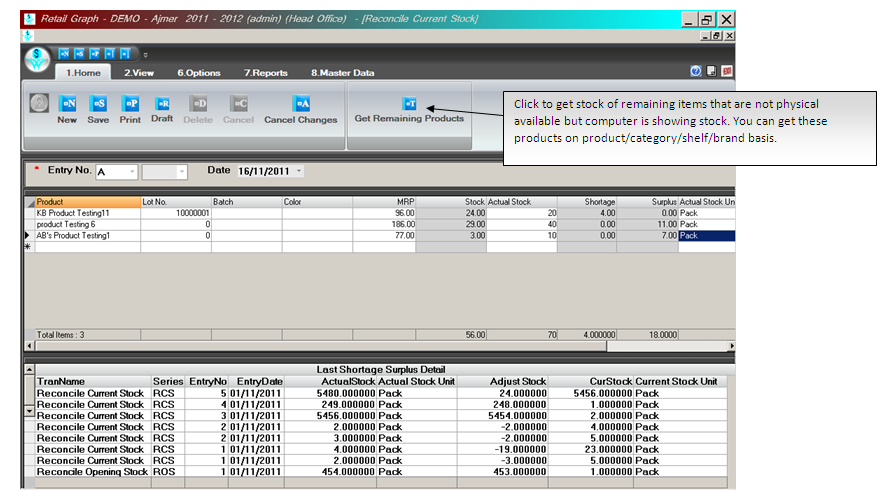 Retail Graph - DEMO - Ajmer 2011 - 2012 (admin) (Head Office) - [Reconcile Current Stock]
N S P T T
1.Home 2.View 6.Options 7.Reports 8.Master Data
N S P R D C A T
New Save Print Draft Delete Cancel Cancel Changes Get Remaining Products
Click to get stock of remaining items that are not physical
available but computer is showing stock. You can get these
products on product/category/shelf/brand basis.
* Entry No. A Date 16/11/2011
Product Lot No. Batch Color MRP Stock Actual Stock Shortage Surplus Actual Stock Un
KB Product Testing11 10000001 96.00 24.00 20 4.00 0.00 Pack
product Testing 6 0 186.00 29.00 40 0.00 11.00 Pack
AB's Product Testing1 0 77.00 3.00 10 0.00 7.00 Pack
Total Items : 3 56.00 70 4.000000 18.0000
Last Shortage Surplus Detail
TranName Series EntryNo EntryDate ActualStock Actual Stock Unit Adjust Stock CurStock Current Stock Unit
Reconcile Current Stock RCS 5 01/11/2011 5480.000000 Pack 24.000000 5456.000000 Pack
Reconcile Current Stock RCS 4 01/11/2011 249.000000 Pack 248.000000 1.000000 Pack
Reconcile Current Stock RCS 3 01/11/2011 5456.000000 Pack 5454.000000 2.000000 Pack
Reconcile Current Stock RCS 2 01/11/2011 2.000000 Pack -2.000000 4.000000 Pack
Reconcile Current Stock RCS 2 01/11/2011 3.000000 Pack -2.000000 5.000000 Pack
Reconcile Current Stock RCS 1 01/11/2011 4.000000 Pack -19.000000 23.000000 Pack
Reconcile Current Stock RCS 1 01/11/2011 2.000000 Pack -3.000000 5.000000 Pack
Reconcile Opening Stock ROS 1 01/11/2011 454.000000 Pack 453.000000 1.000000 Pack